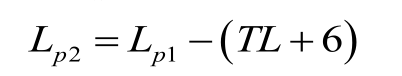 L_{p2} = L_{p1} − (TL + 6)